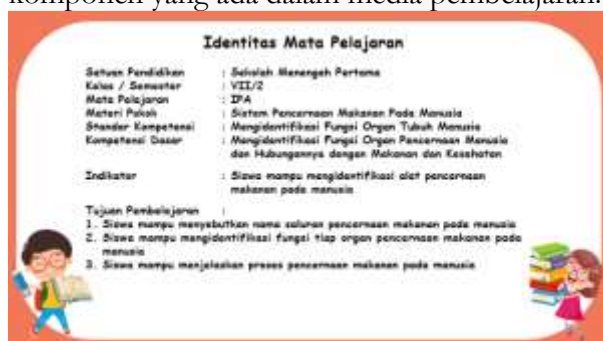 komponen yang ada dalam media pembelajaran.
Identitas Mata Pelajaran
Satuan Pendidikan : Sekolah Menengah Pertama
Kelas / Semester : VII/2
Mata Pelajaran : IPA
Materi Pokok : Sistem Pencernaan Makanan Pada Manusia
Standar Kompetensi : Mengidentifikasi Fungsi Organ Tubuh Manusia
Kompetensi Dasar : Mengidentifikasi Fungsi Organ Pencernaan Manusia
dan Hubungannya dengan Makanan dan Kesehatan
Indikator : Siswa mampu mengidentifikasi alat pencernaan
makanan pada manusia
Tujuan Pembelajaran :
1. Siswa mampu menyebutkan nama saluran pencernaan makanan pada manusia
2. Siswa mampu mengidentifikasi fungsi tiap organ pencernaan makanan pada
manusia
3. Siswa mampu menjelaskan proses pencernaan makanan pada manusia